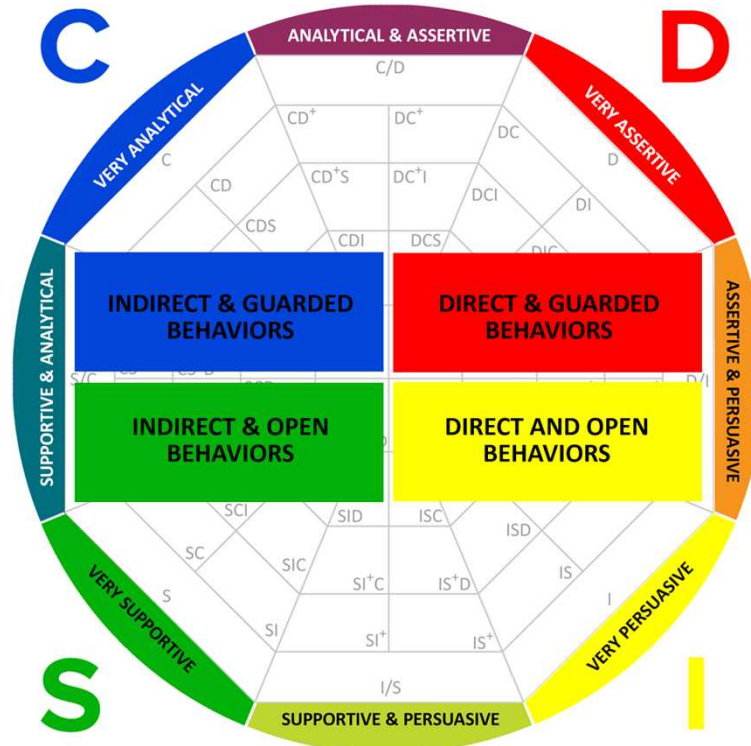 C
ANALYTICAL & ASSERTIVE
D
VERY ANALYTICAL
VERY ASSERTIVE
C/D
CD+
DC+
DC
C
D
CD+S
DC+I
CD
DCI
DI
CDS
CDI
DCS
DIC
INDIRECT & GUARDED
BEHAVIORS
DIRECT & GUARDED
BEHAVIORS
SUPPORTIVE & ANALYTICAL
ASSERTIVE & PERSUASIVE
S/C
D/I
INDIRECT & OPEN
BEHAVIORS
DIRECT AND OPEN
BEHAVIORS
SCI
SID
ISC
ISD
SC
SIC
IS
S
SI+C
IS+D
I
SI
SI+
IS+
VERY SUPPORTIVE
VERY PERSUASIVE
I/S
S
SUPPORTIVE & PERSUASIVE
I